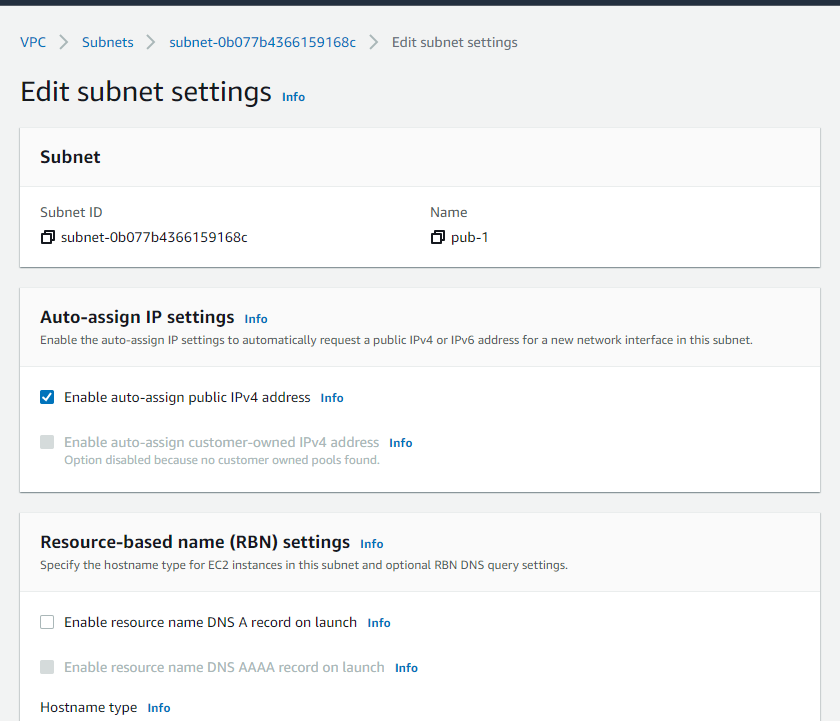 VPC > Subnets > subnet-0b077b4366159168c > Edit subnet settings
Edit subnet settings Info
Subnet
Subnet ID Name
subnet-0b077b4366159168c pub-1
Auto-assign IP settings Info
Enable the auto-assign IP settings to automatically request a public IPv4 or IPv6 address for a new network interface in this subnet.
Enable auto-assign public IPv4 address Info
Enable auto-assign customer-owned IPv4 address Info
Option disabled because no customer owned pools found.
Resource-based name (RBN) settings Info
Specify the hostname type for EC2 instances in this subnet and optional RBN DNS query settings.
Enable resource name DNS A record on launch Info
Enable resource name DNS AAAA record on launch Info
Hostname type Info